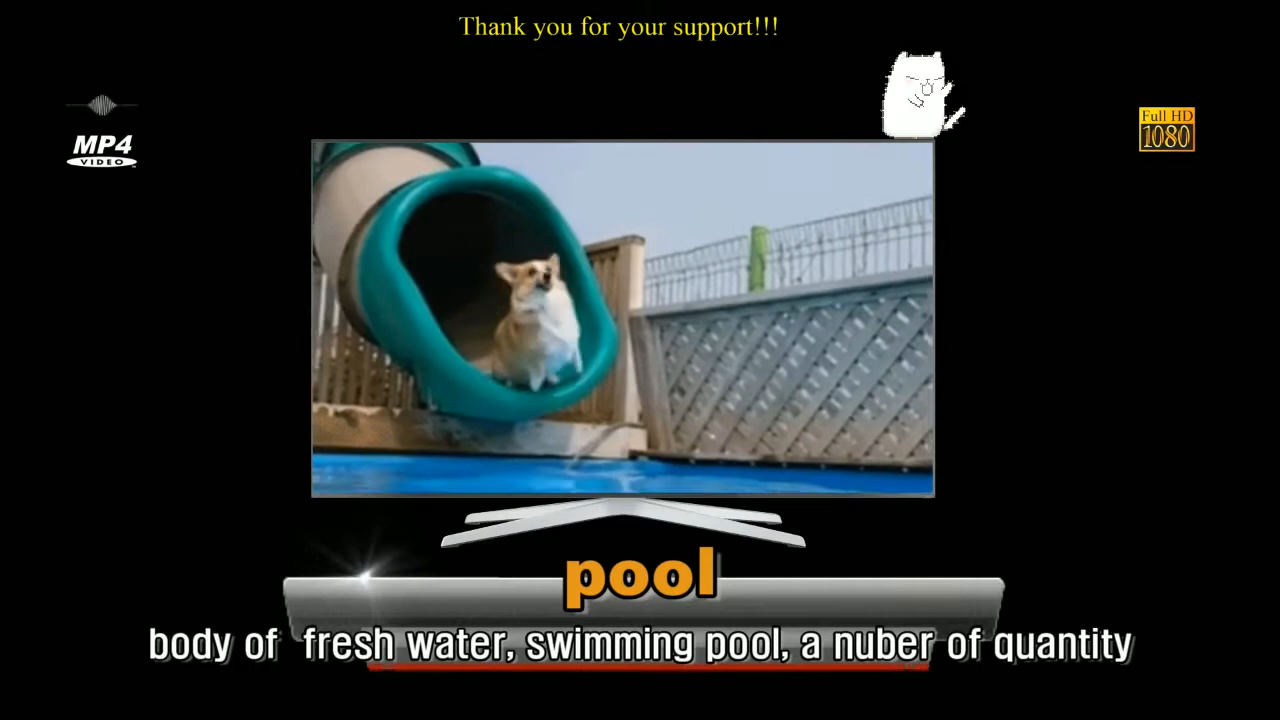 Thank you for your support!!!
MP4
VIDEO
Full HD
1080
pool
body of fresh water, swimming pool, a nuber of quantity